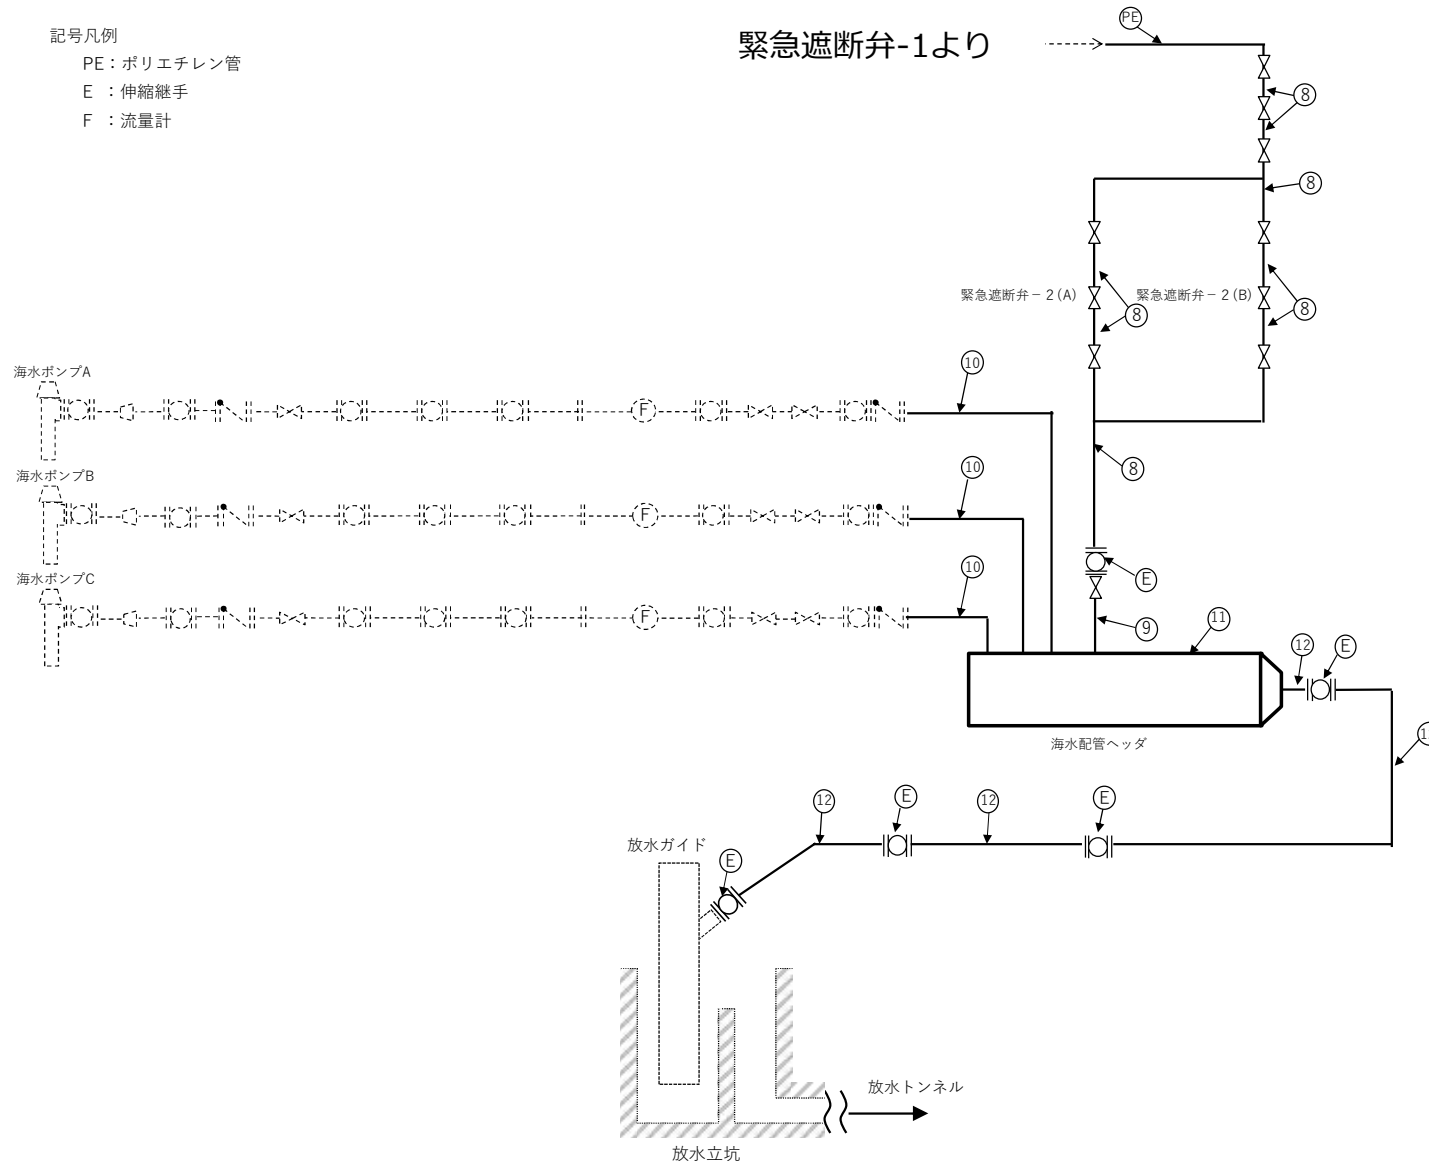 記号凡例
PE：ポリエチレン管
E ：伸縮継手
F ：流量計
緊急遮断弁-1より
PE
8
8
緊急遮断弁－2(A)
緊急遮断弁－2(B)
8
8
海水ポンプA
F
10
8
海水ポンプB
F
10
海水ポンプC
F
10
E
9
11
12
E
海水配管ヘッダ
12
E
12
E
放水ガイド
E
放水トンネル
放水立坑